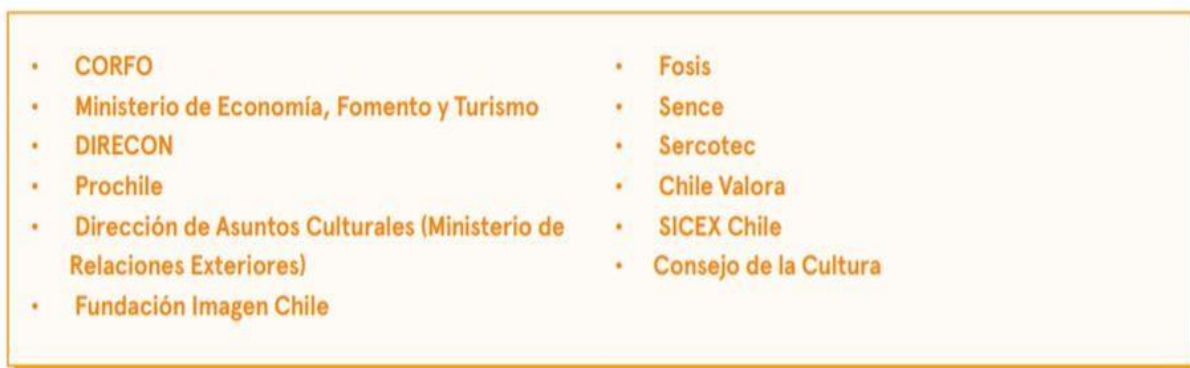 • CORFO
• Ministerio de Economía, Fomento y Turismo
• DIRECON
• Prochile
• Dirección de Asuntos Culturales (Ministerio de
Relaciones Exteriores)
• Fundación Imagen Chile
• Fosis
• Sence
• Sercotec
• Chile Valora
• SICEX Chile
• Consejo de la Cultura